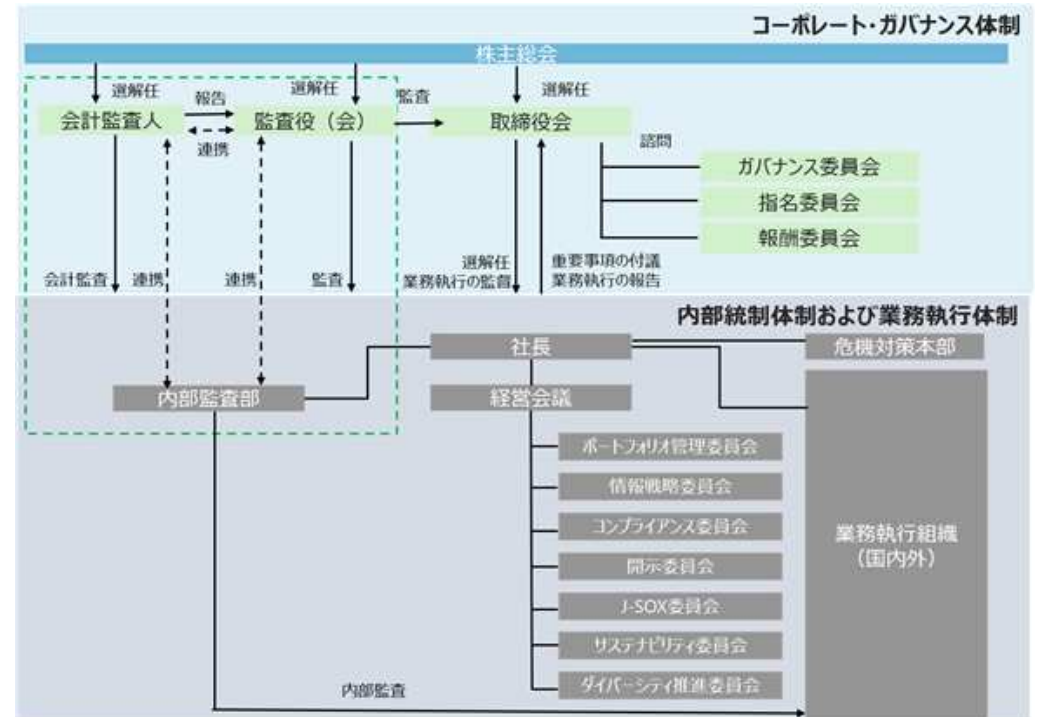 コーポレート・ガバナンス体制
株主総会
選解任
報告
選解任
監査
選解任
会計監査人
監査役（会）
取締役会
連携
諮問
ガバナンス委員会
指名委員会
報酬委員会
会計監査
連携
連携
監査
選解任
業務執行の監督
重要事項の付議
業務執行の報告
内部統制体制および業務執行体制
社長
危機対策本部
内部監査部
経営会議
ポートフォリオ管理委員会
情報戦略委員会
コンプライアンス委員会
開示委員会
J-SOX委員会
サステナビリティ委員会
ダイバーシティ推進委員会
業務執行組織
（国内外）
内部監査